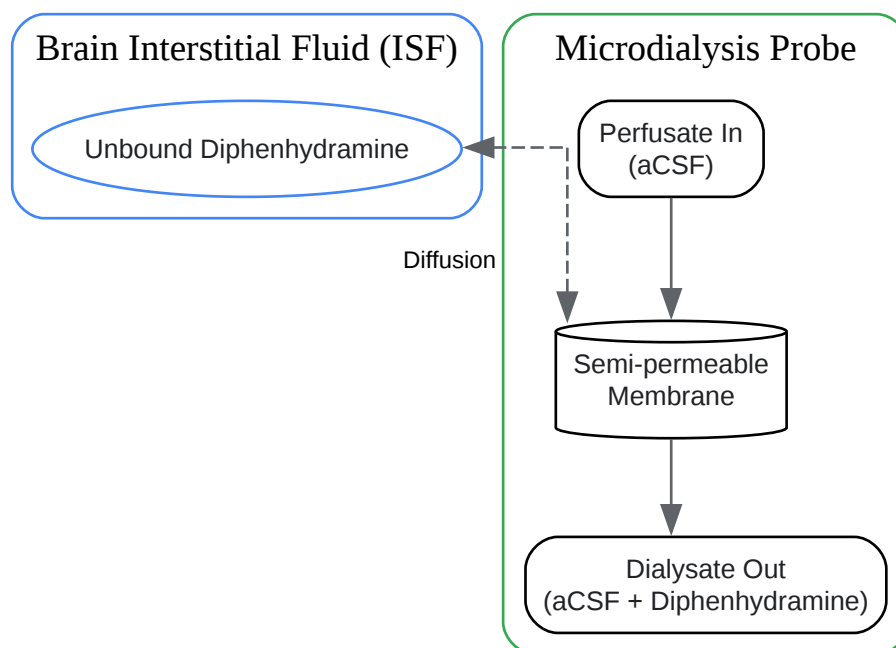 Brain Interstitial Fluid (ISF)
Unbound Diphenhydramine
Diffusion
Microdialysis Probe
Perfusate In
(aCSF)
Semi-permeable
Membrane
Dialysate Out
(aCSF + Diphenhydramine)